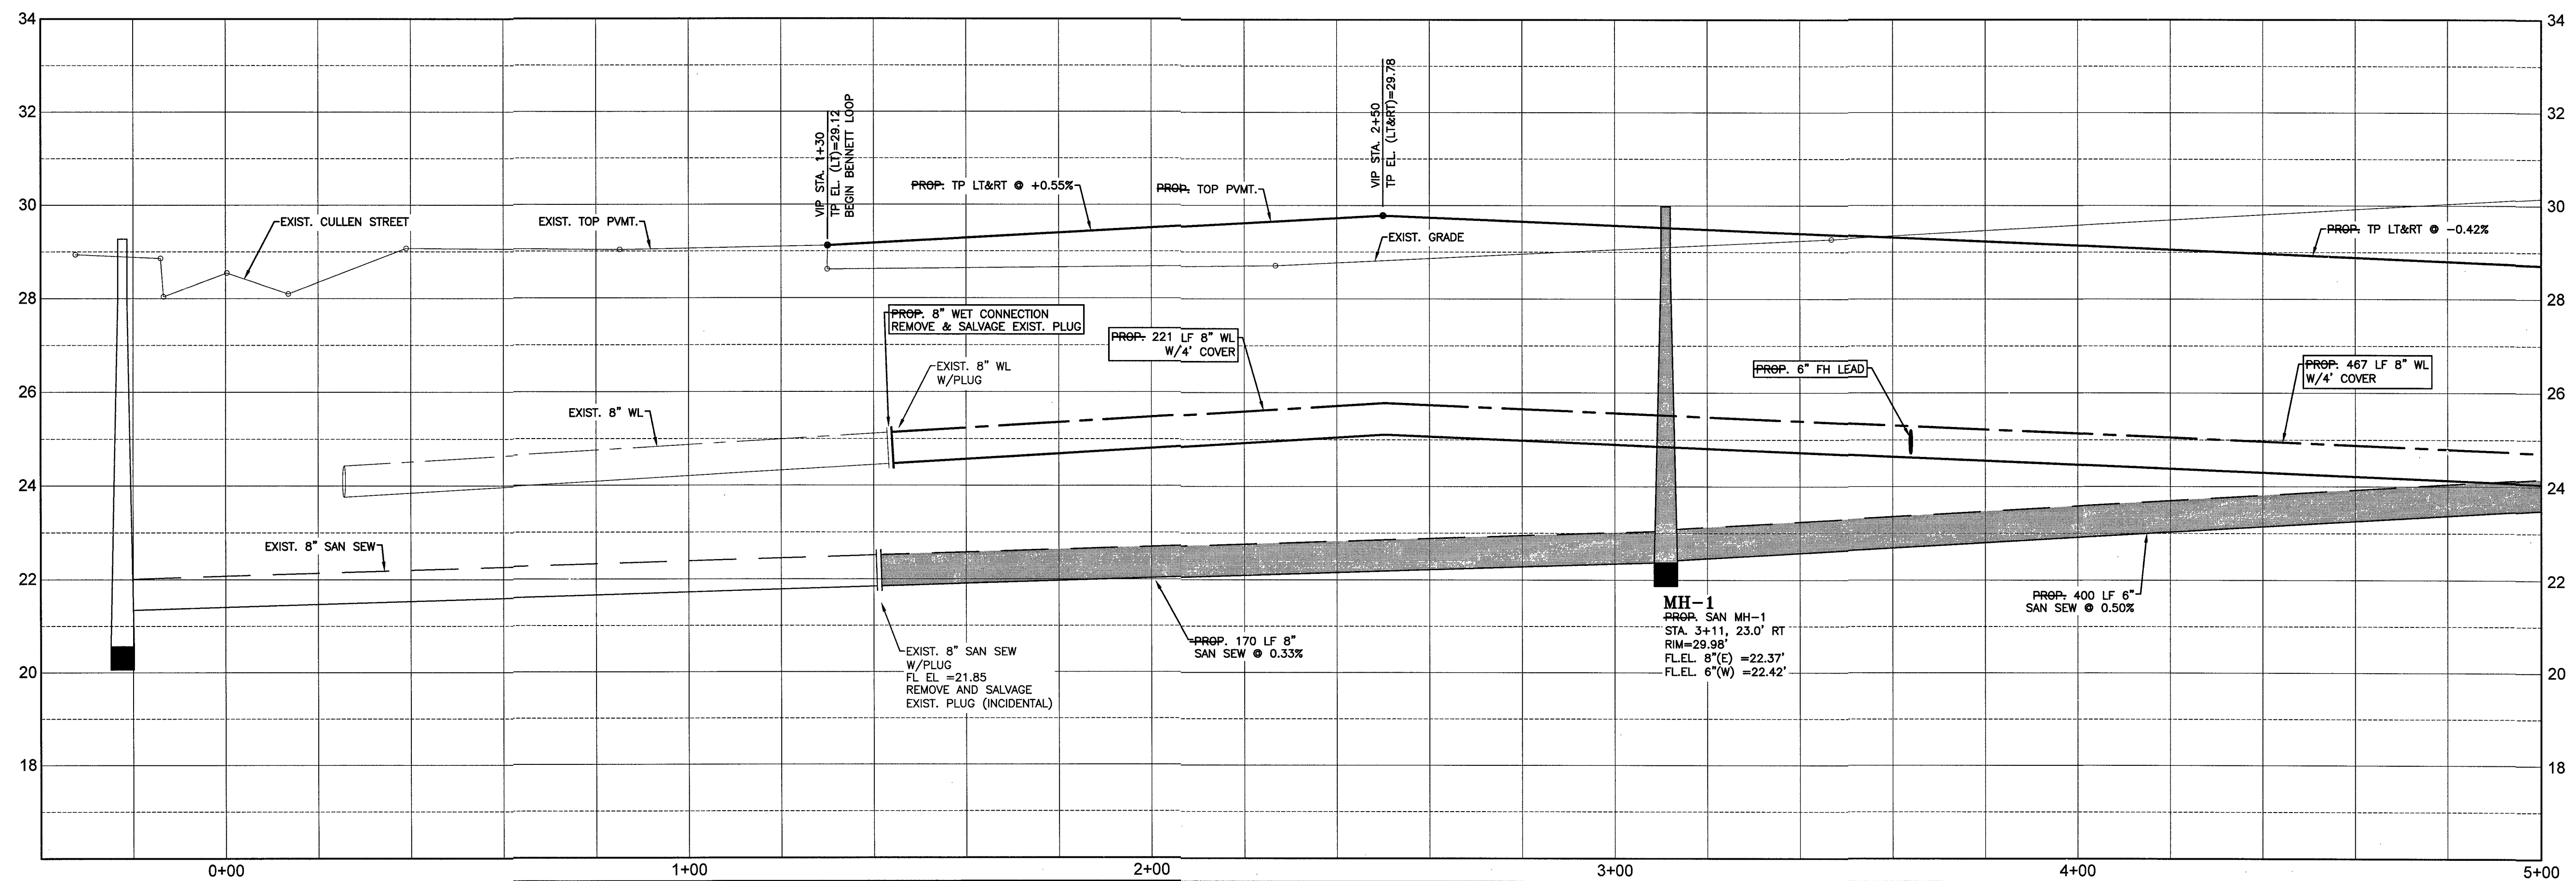 34
32
30
28
26
24
22
20
18
34
32
30
28
26
24
22
20
18
EXIST. CULLEN STREET
EXIST. TOP PVMT.
VIP STA. 1+30
TP EL. (LT)=29.12
BEGIN BENNETT LOOP
PROP. TP LT&RT @ +0.55%
PROP. TOP PVMT.
VIP STA. 2+50
TP EL. (LT&RT)=29.78
EXIST. GRADE
PROP. TP LT&RT @ -0.42%
PROP. 8" WET CONNECTION
REMOVE & SALVAGE EXIST. PLUG
EXIST. 8" WL
W/PLUG
PROP. 221 LF 8" WL
W/4' COVER
PROP. 6" FH LEAD
PROP. 467 LF 8" WL
W/4' COVER
EXIST. 8" WL
EXIST. 8" SAN SEW
EXIST. 8" SAN SEW
W/PLUG
FL EL =21.85
REMOVE AND SALVAGE
EXIST. PLUG (INCIDENTAL)
PROP. 170 LF 8"
SAN SEW @ 0.33%
MH-1
PROP. SAN MH-1
STA. 3+11, 23.0' RT
RIM=29.98'
FL.EL. 8"(E) =22.37'
FL.EL. 6"(W) =22.42'
PROP. 400 LF 6"
SAN SEW @ 0.50%
0+00
1+00
2+00
3+00
4+00
5+00